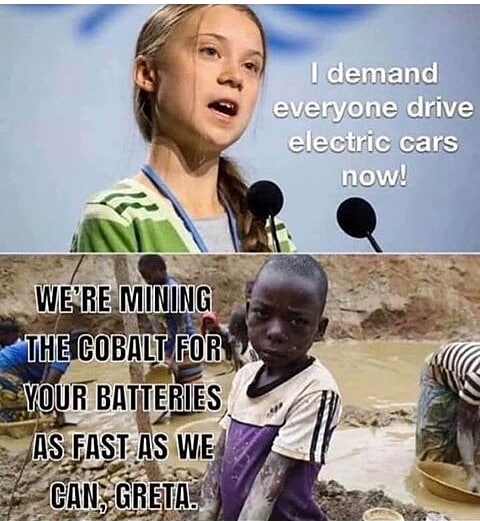 I demand
everyone drive
electric cars
now!
WE'RE MINING
THE COBALT FOR
YOUR BATTERIES
AS FAST AS WE
CAN, GRETA.